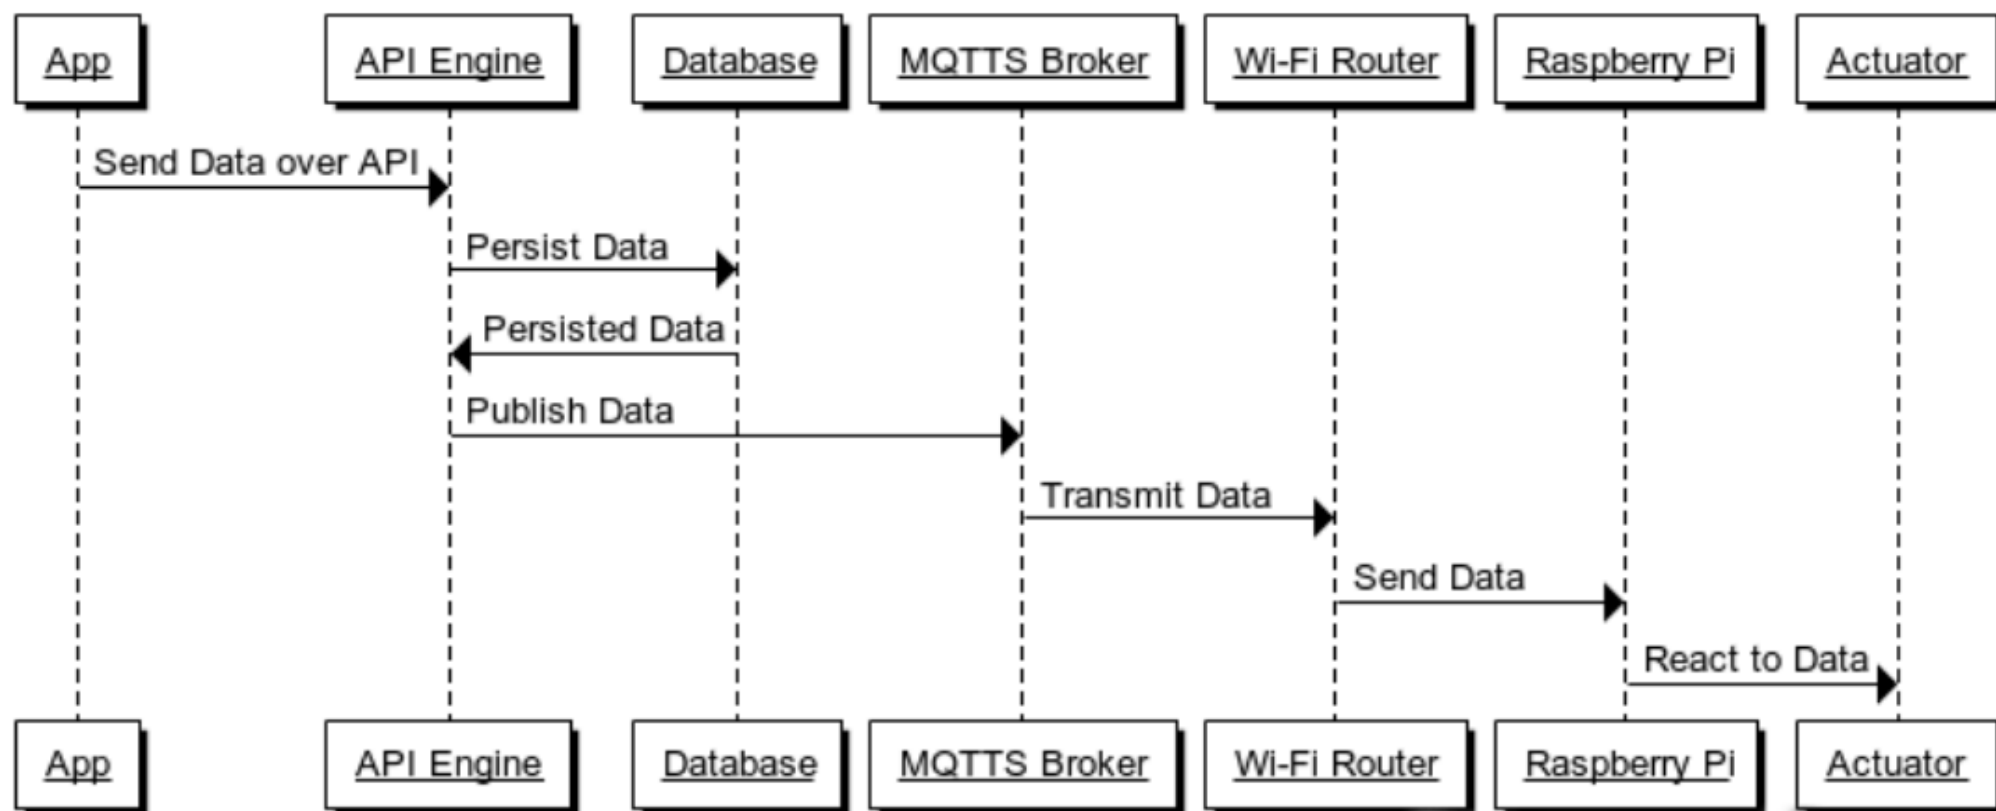 App
API Engine
Database
MQTTS Broker
Wi-Fi Router
Raspberry Pi
Actuator
Send Data over API
Persist Data
Persisted Data
Publish Data
Transmit Data
Send Data
React to Data
App
API Engine
Database
MQTTS Broker
Wi-Fi Router
Raspberry Pi
Actuator